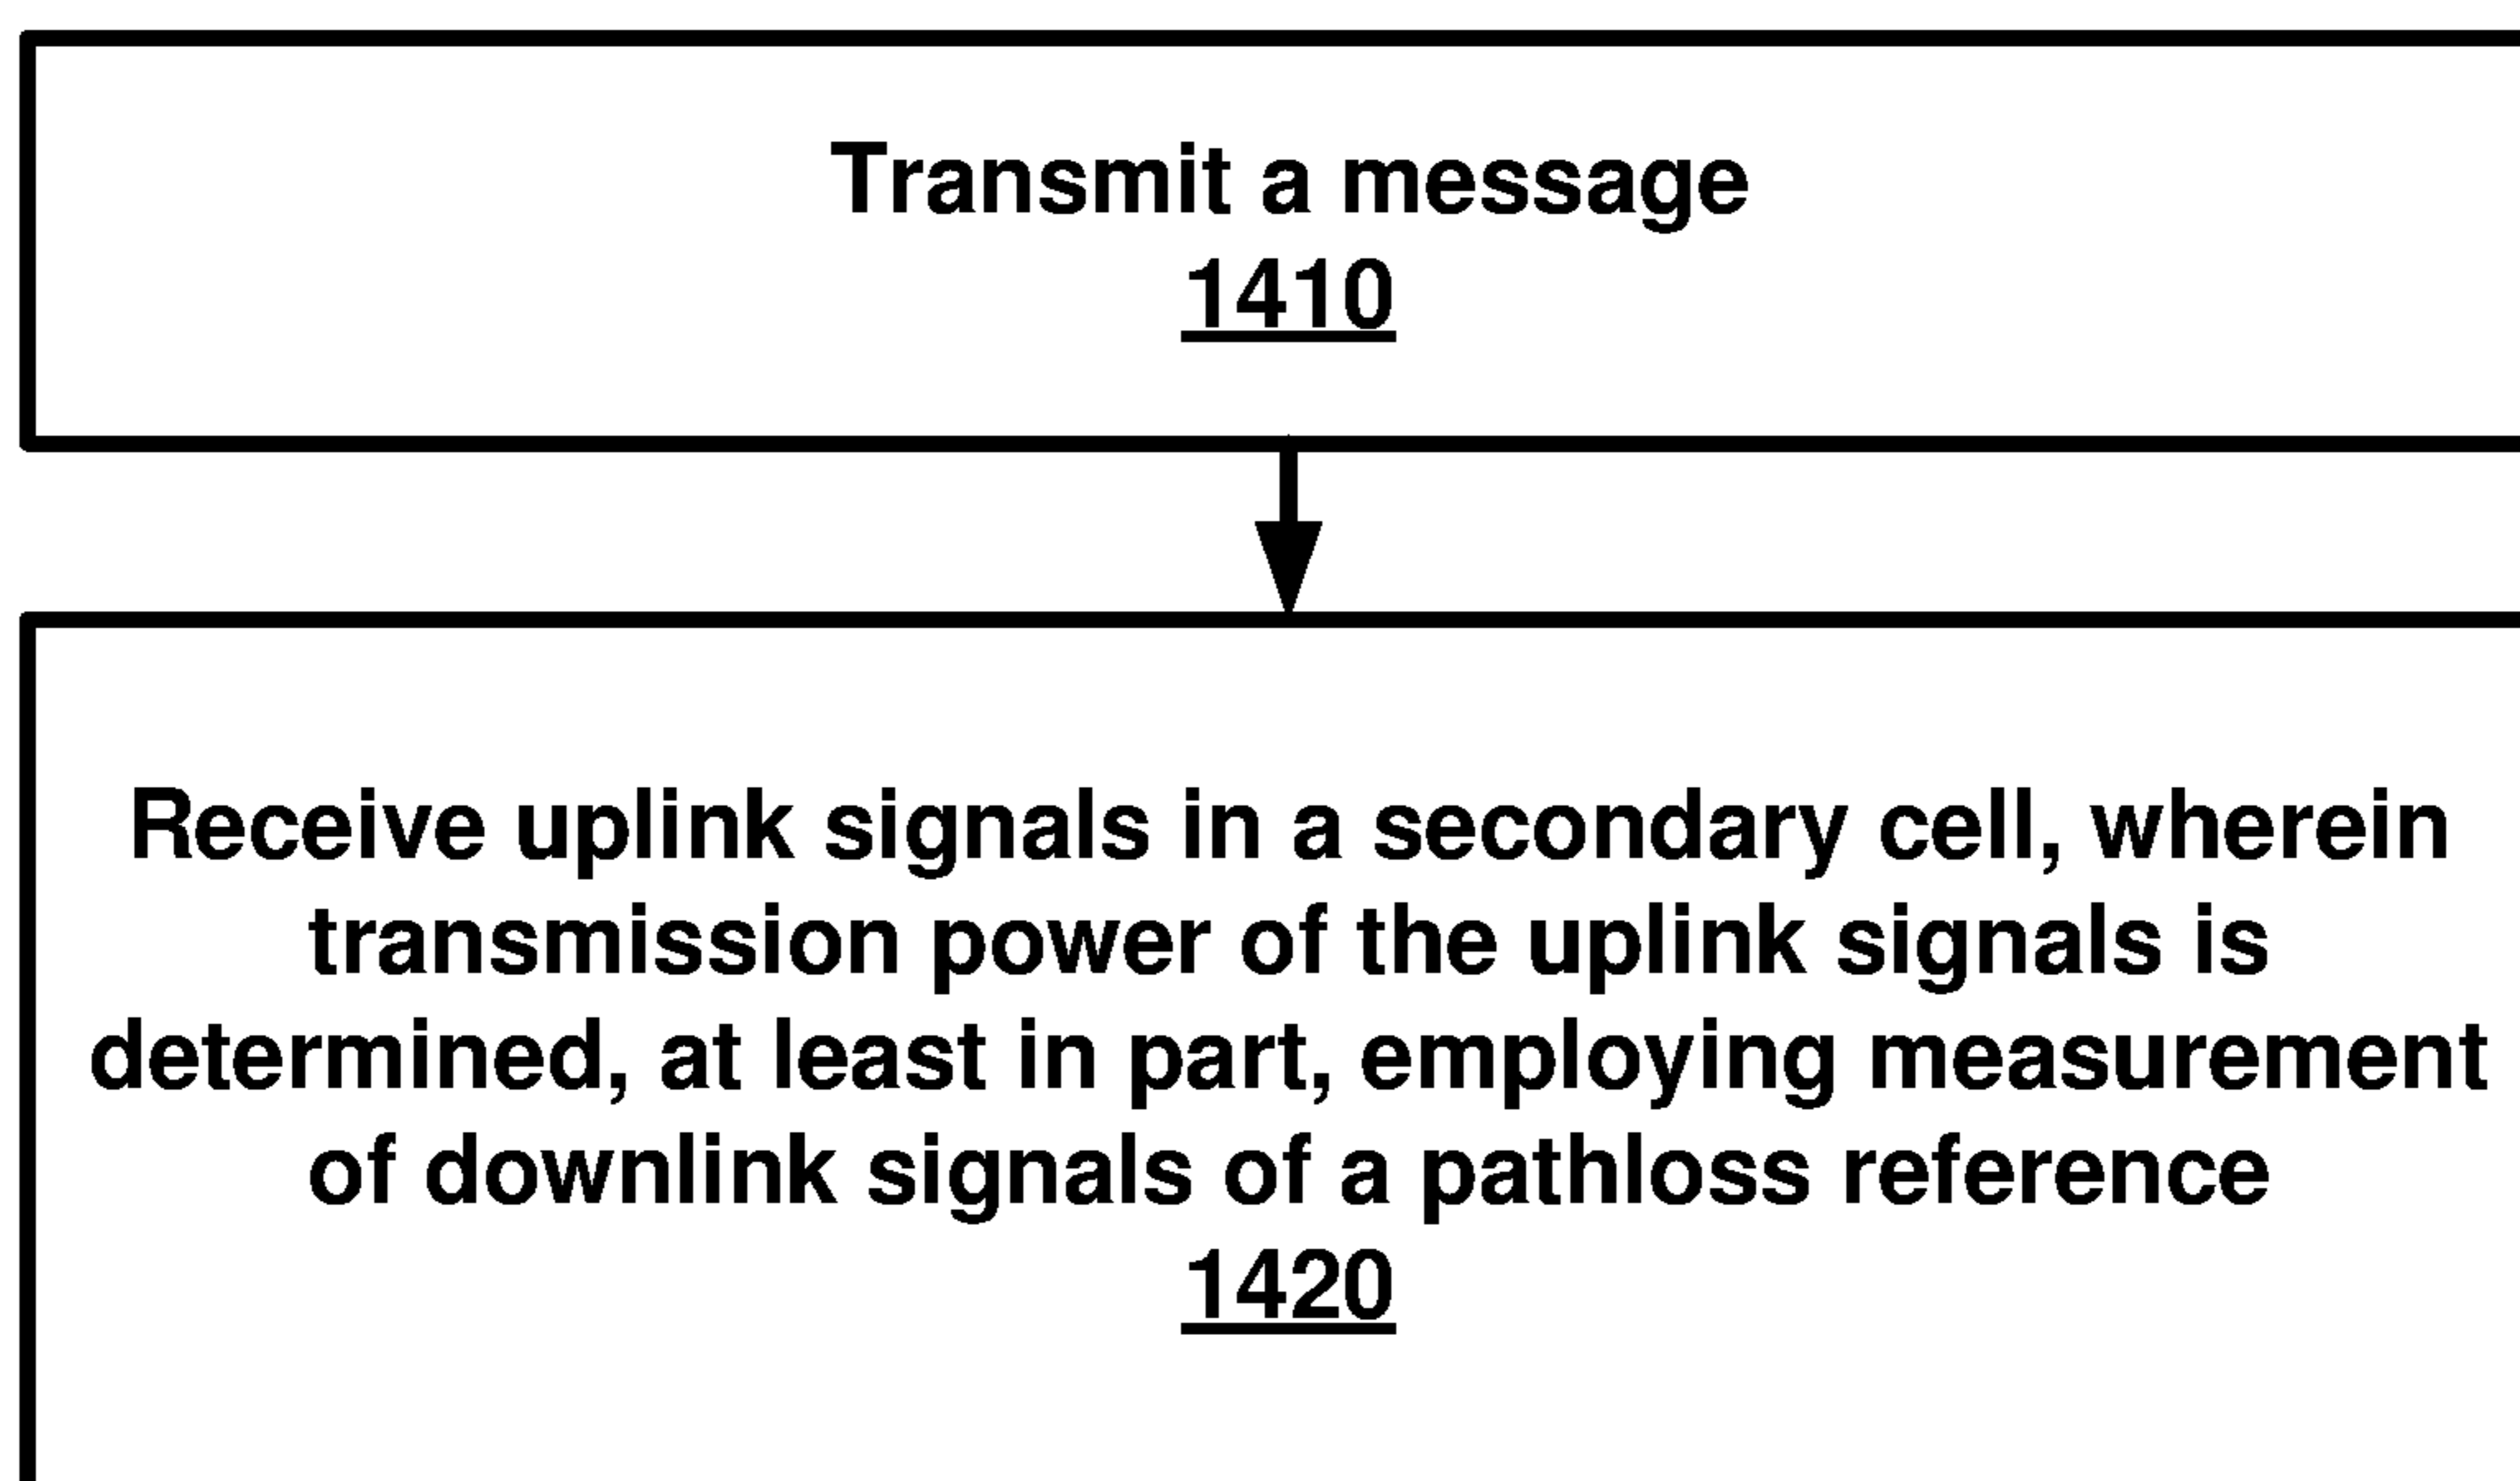 Transmit a message
1410
Receive uplink signals in a secondary cell, wherein
transmission power of the uplink signals is
determined, at least in part, employing measurement
of downlink signals of a pathloss reference
1420